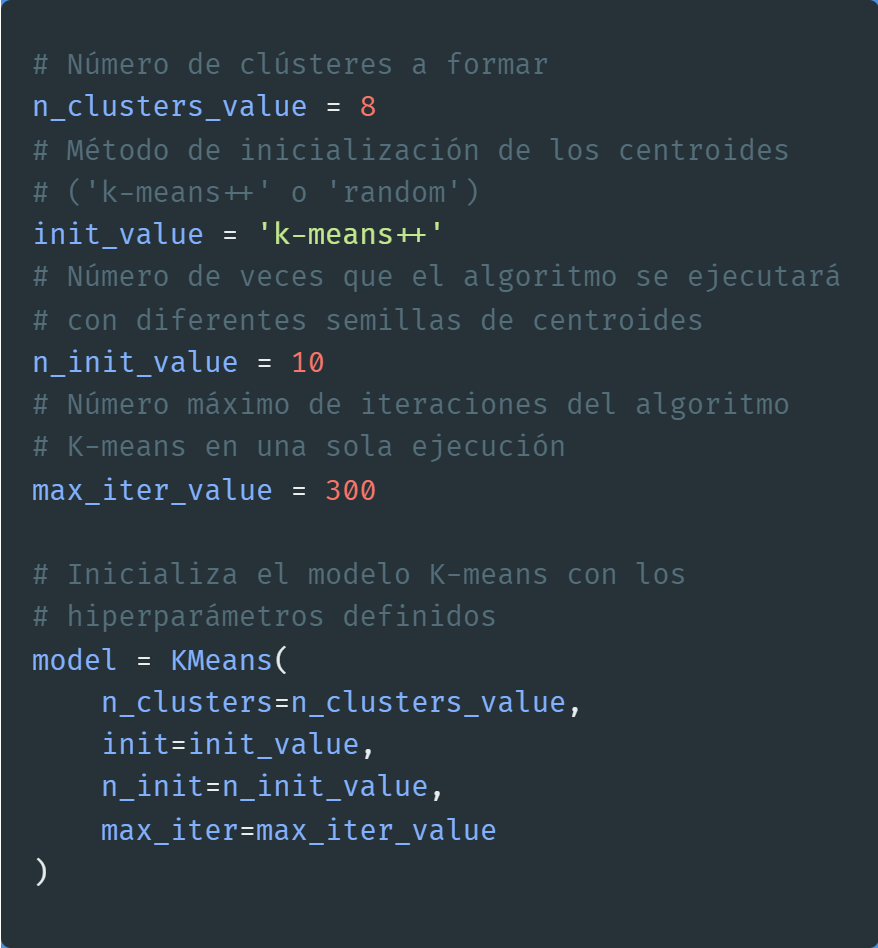 # Número de clústeres a formar
n_clusters_value = 8
# Método de inicialización de los centroides
# ('k-means++' o 'random')
init_value = 'k-means++'
# Número de veces que el algoritmo se ejecutará
# con diferentes semillas de centroides
n_init_value = 10
# Número máximo de iteraciones del algoritmo
# K-means en una sola ejecución
max_iter_value = 300
# Inicializa el modelo K-means con los
# hiperparámetros definidos
model = KMeans(
    n_clusters=n_clusters_value,
    init=init_value,
    n_init=n_init_value,
    max_iter=max_iter_value
)